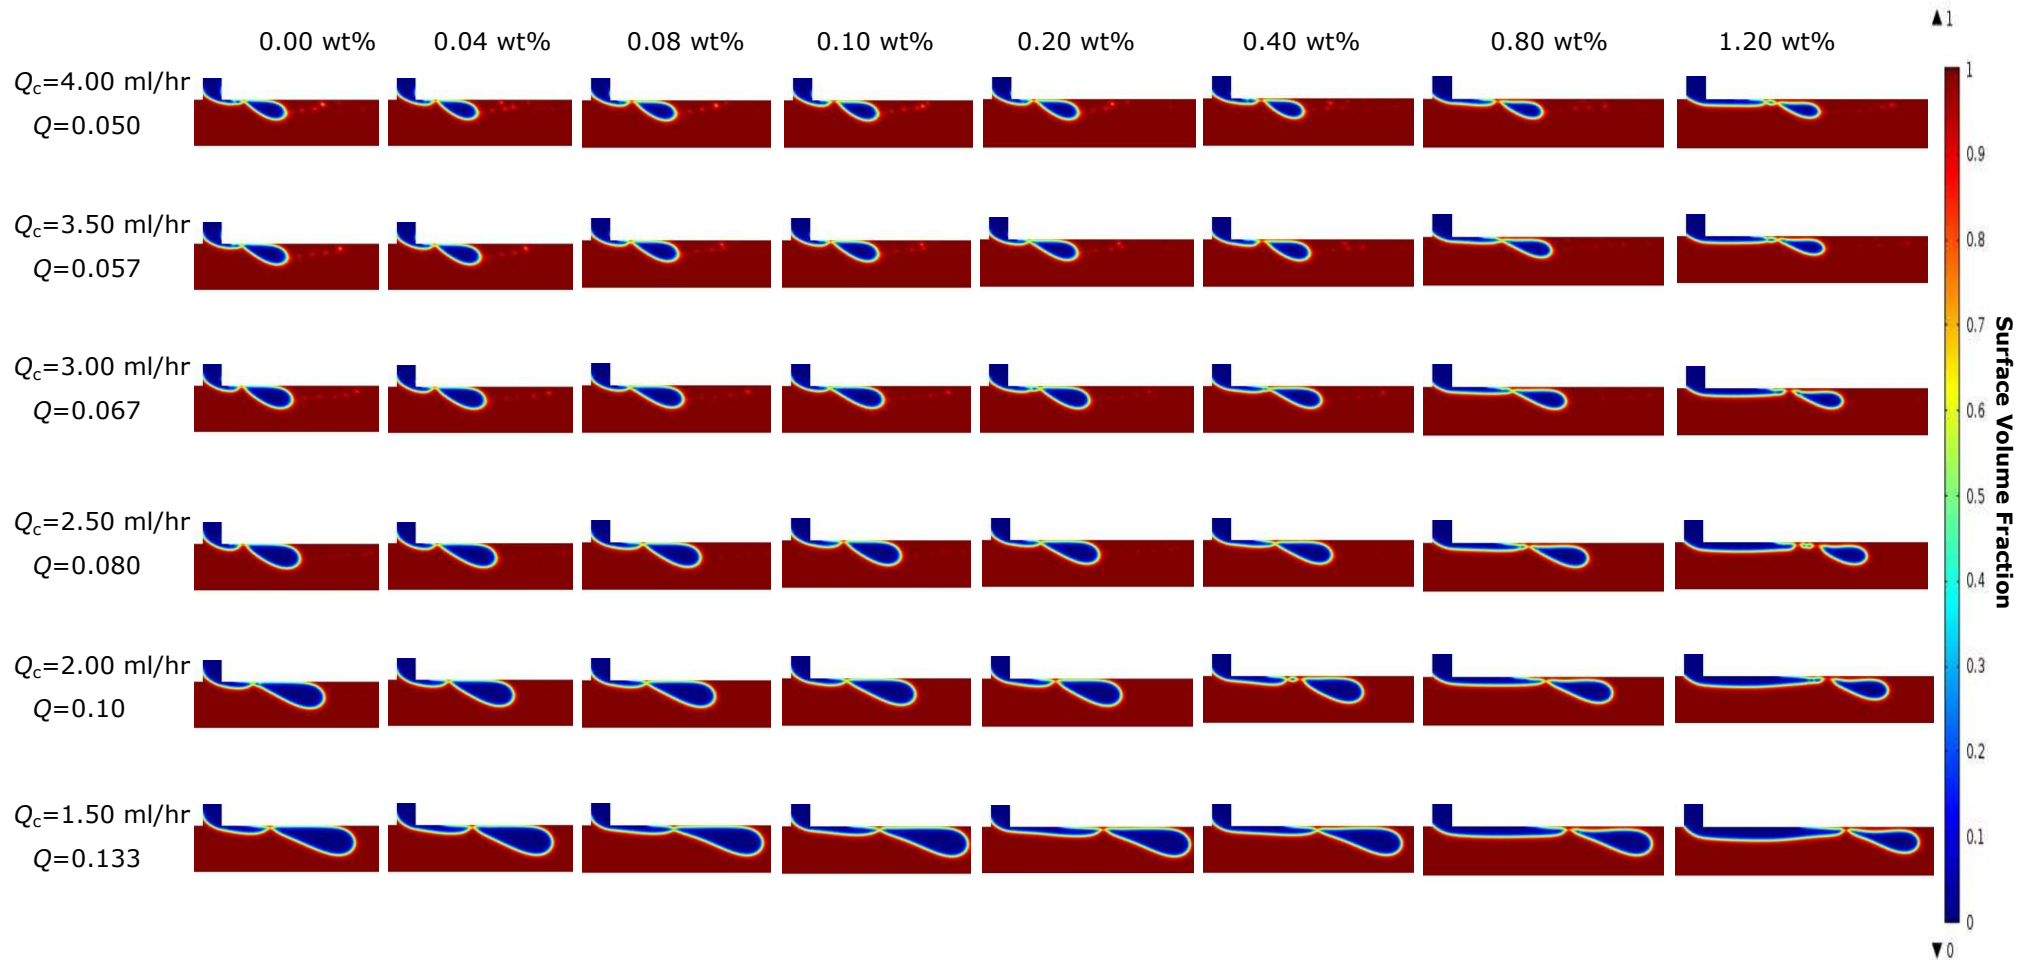 0.00 wt% 0.04 wt% 0.08 wt% 0.10 wt% 0.20 wt% 0.40 wt% 0.80 wt% 1.20 wt%
Qc=4.00 ml/hr
Q=0.050
Qc=3.50 ml/hr
Q=0.057
Qc=3.00 ml/hr
Q=0.067
Qc=2.50 ml/hr
Q=0.080
Qc=2.00 ml/hr
Q=0.10
Qc=1.50 ml/hr
Q=0.133
▲ 1
1
0.9
0.8
0.7
0.6
0.5
0.4
0.3
0.2
0.1
0
▼ 0
Surface Volume Fraction